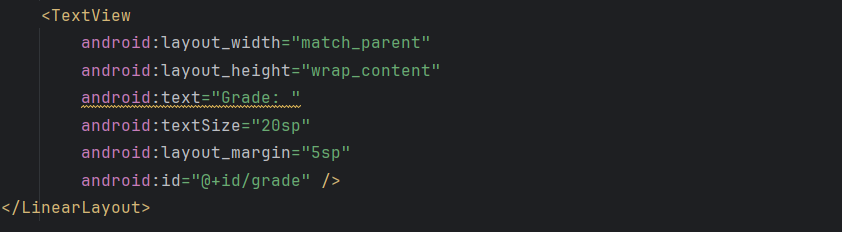 <TextView
android:layout_width="match_parent"
android:layout_height="wrap_content"
android:text="Grade: "
android:textSize="20sp"
android:layout_margin="5sp"
android:id="@+id/grade" />
</LinearLayout>